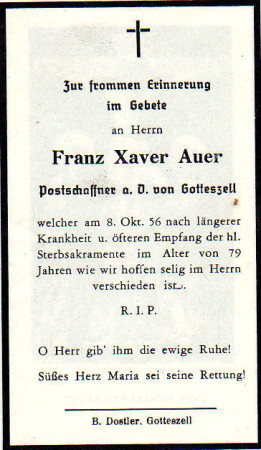 Zur frommen Erinnerung
im Gebete
an Herrn
Franz Xaver Auer
Postschaffner a. D. von Gotteszell
welcher am 8. Okt. 56 nach längerer
Krankheit u. öfteren Empfang der hl.
Sterbsakramente im Alter von 79
Jahren wie wir hoffen selig im Herrn
verschieden ist.
R. I. P.
O Herr gib' ihm die ewige Ruhe!
Süßes Herz Maria sei seine Rettung!
B. Dostler, Gotteszell